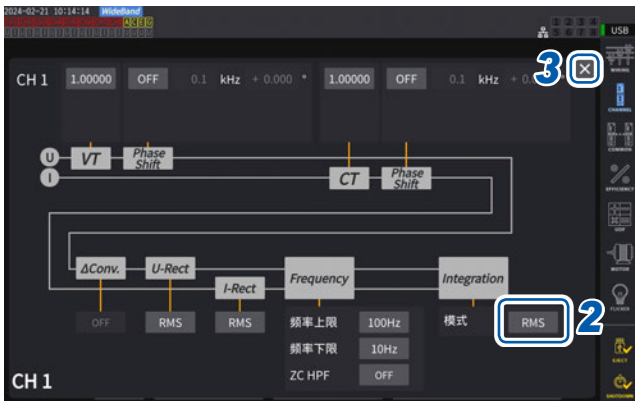 2024-02-21 10:14:14 WideBand
USB
3
CH 1 1.00000 OFF 0.1 kHz + 0.000 ° 1.00000 OFF 0.1 kHz
WIRING
CHANNEL
COMMON
EFFICIENCY
UDF
MOTOR
FLICKER
EJECT
SHUTDOWN
U VT Phase Shift
I CT Phase Shift
ΔConv. U-Rect I-Rect Frequency Integration
OFF RMS RMS 频率上限 100Hz 模式 RMS 2
频率下限 10Hz
ZC HPF OFF
CH 1